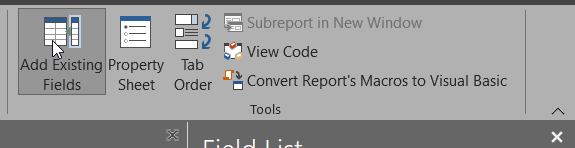 Add Existing
Fields
Property
Sheet
Tab
Order
Subreport in New Window
View Code
Convert Report's Macros to Visual Basic
Tools
Field List